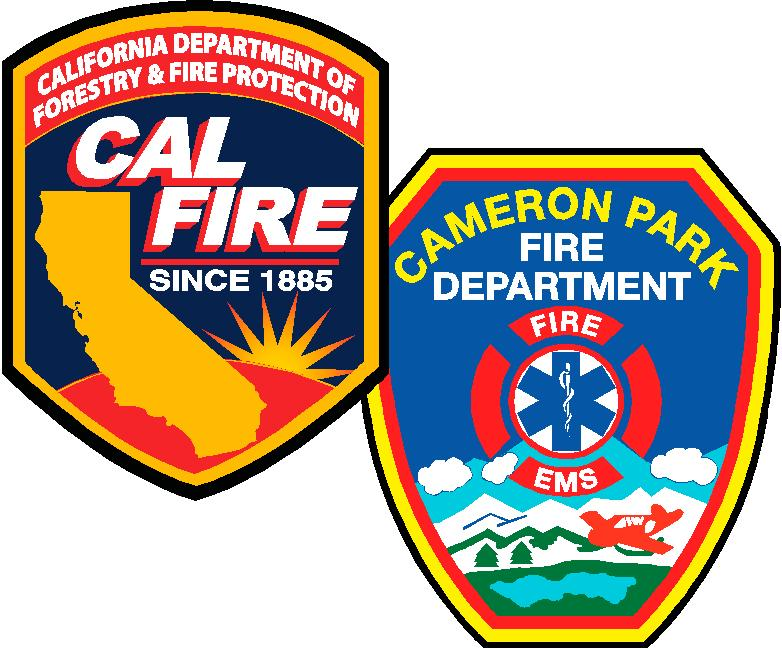 CALIFORNIA DEPARTMENT OF
FORESTRY & FIRE PROTECTION
CAL
FIRE
SINCE 1885
CAMERON PARK
FIRE
DEPARTMENT
FIRE
EMS